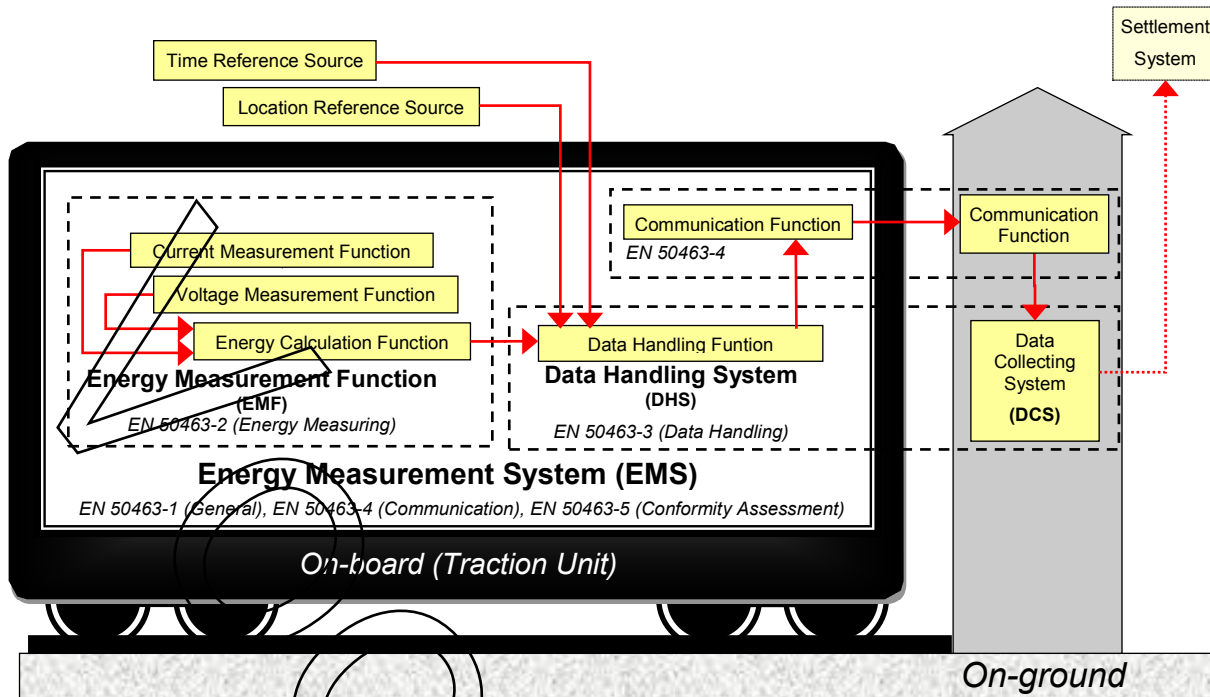 Settlement
System
Time Reference Source
Location Reference Source
Communication Function
EN 50463-4
Communication
Function
Current Measurement Function
Voltage Measurement Function
Energy Calculation Function
Energy Measurement Function
(EMF)
EN 50463-2 (Energy Measuring)
Data Handling Funtion
Data Handling System
(DHS)
EN 50463-3 (Data Handling)
Data
Collecting
System
(DCS)
Energy Measurement System (EMS)
EN 50463-1 (General), EN 50463-4 (Communication), EN 50463-5 (Conformity Assessment)
On-board (Traction Unit)
On-ground